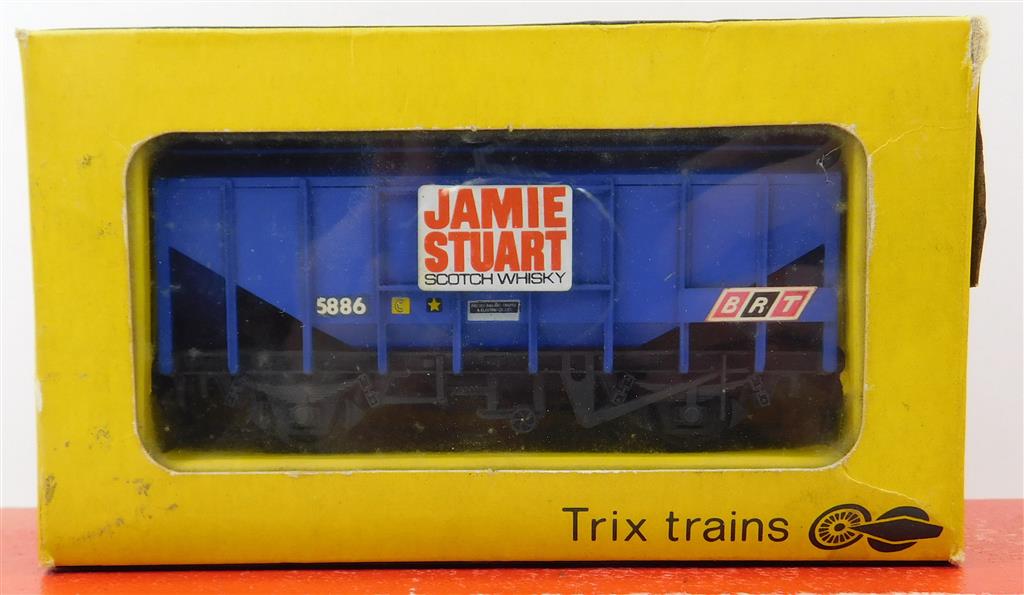 JAMIE
STUART
SCOTCH WHISKY
5886
C
BRT
Trix trains